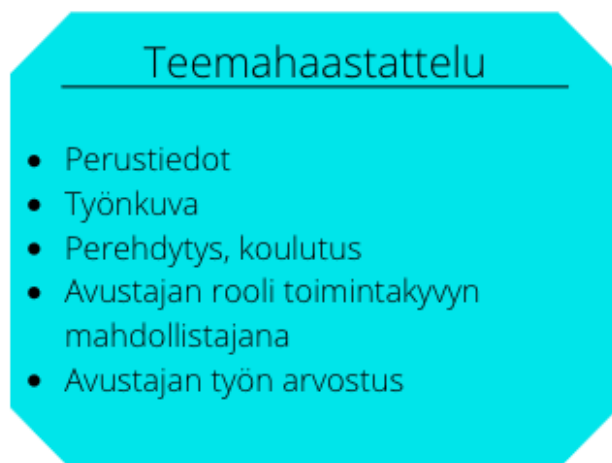 Teemahaastattelu
• Perustiedot
• Työnkuva
• Perehdytys, koulutus
• Avustajan rooli toimintakyvyn
mahdollistajana
• Avustajan työn arvostus